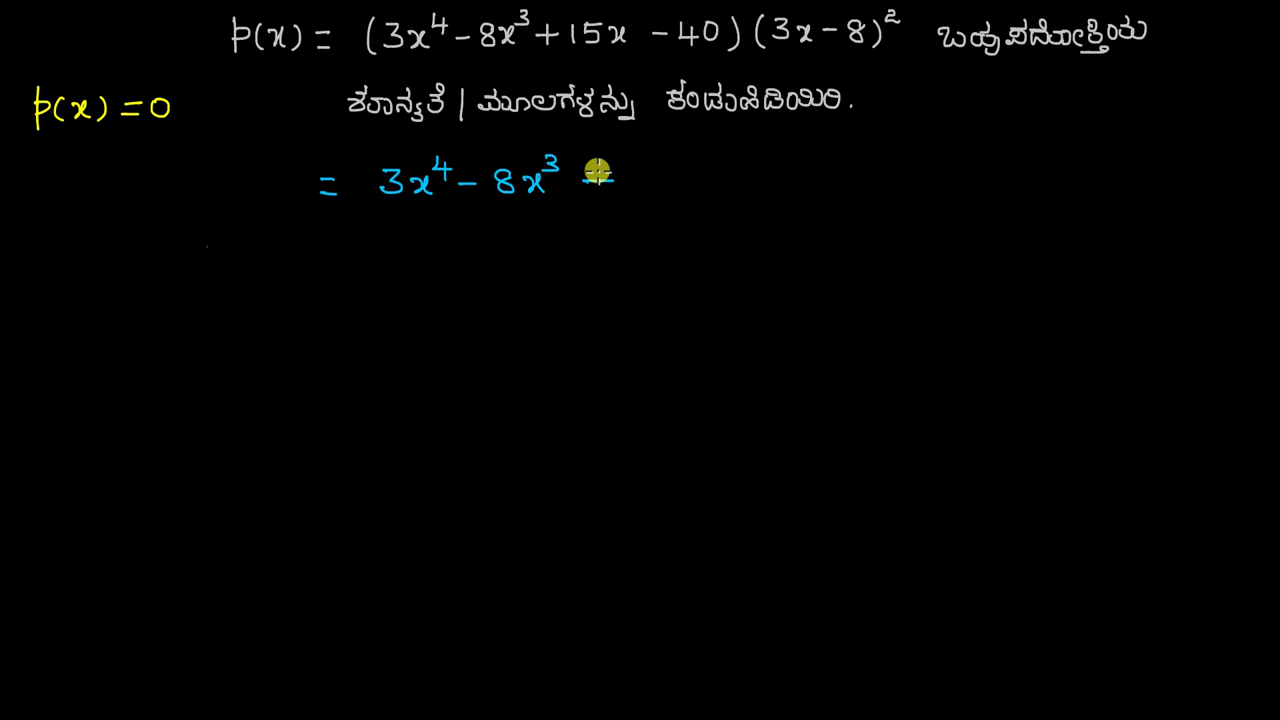 p(x) = (3x⁴ - 8x³ + 15x - 40) (3x - 8)² ಬಹುಪದೋಕ್ತಿಯ
p(x) = 0 ಶೂನ್ಯತೆ | ಮೂಲಗಳನ್ನು ಕಂಡುಹಿಡಿಯಿರಿ.
= 3x⁴ - 8x³